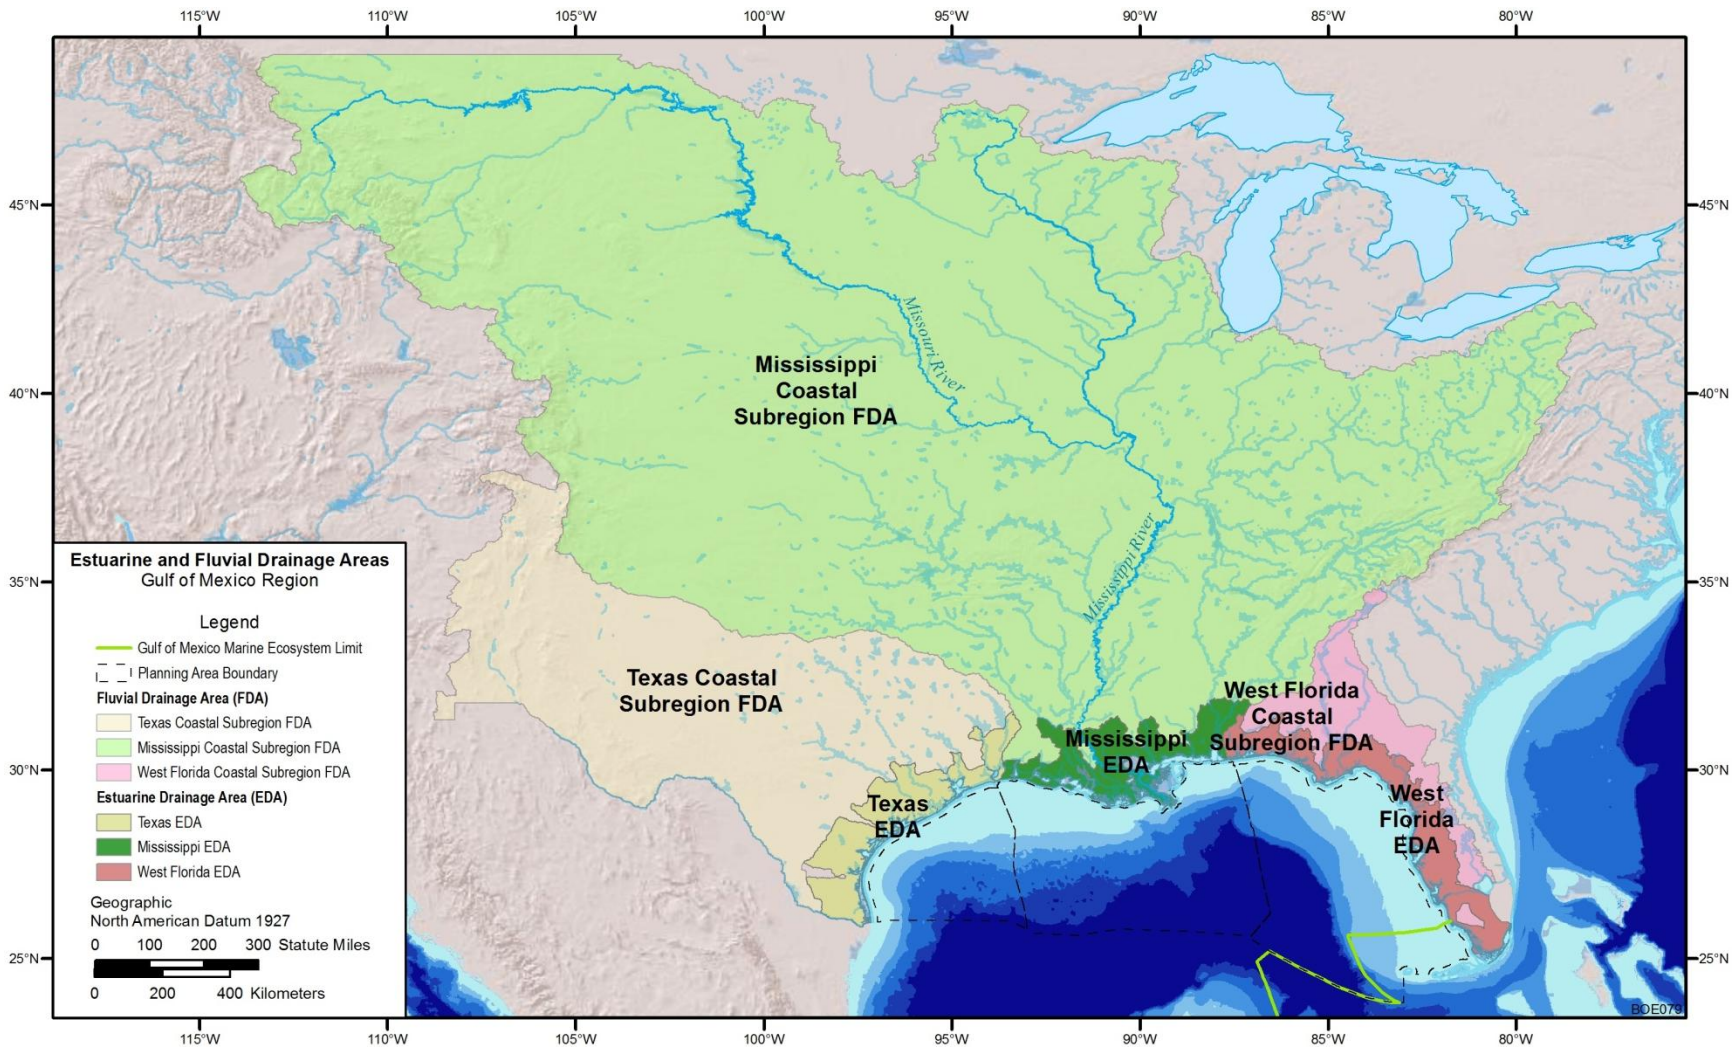 115°W 110°W 105°W 100°W 95°W 90°W 85°W 80°W
45°N
45°N
Missouri River
Mississippi
Coastal
Subregion FDA
40°N
40°N
Mississippi River
35°N
35°N
Texas Coastal
Subregion FDA
West Florida
Coastal
Subregion FDA
Mississippi
EDA
30°N
30°N
Texas
EDA
West
Florida
EDA
25°N
25°N
Estuarine and Fluvial Drainage Areas
Gulf of Mexico Region
Legend
Gulf of Mexico Marine Ecosystem Limit
Planning Area Boundary
Fluvial Drainage Area (FDA)
Texas Coastal Subregion FDA
Mississippi Coastal Subregion FDA
West Florida Coastal Subregion FDA
Estuarine Drainage Area (EDA)
Texas EDA
Mississippi EDA
West Florida EDA
Geographic
North American Datum 1927
0 100 200 300 Statute Miles
0 200 400 Kilometers
BOE079
115°W 110°W 105°W 100°W 95°W 90°W 85°W 80°W